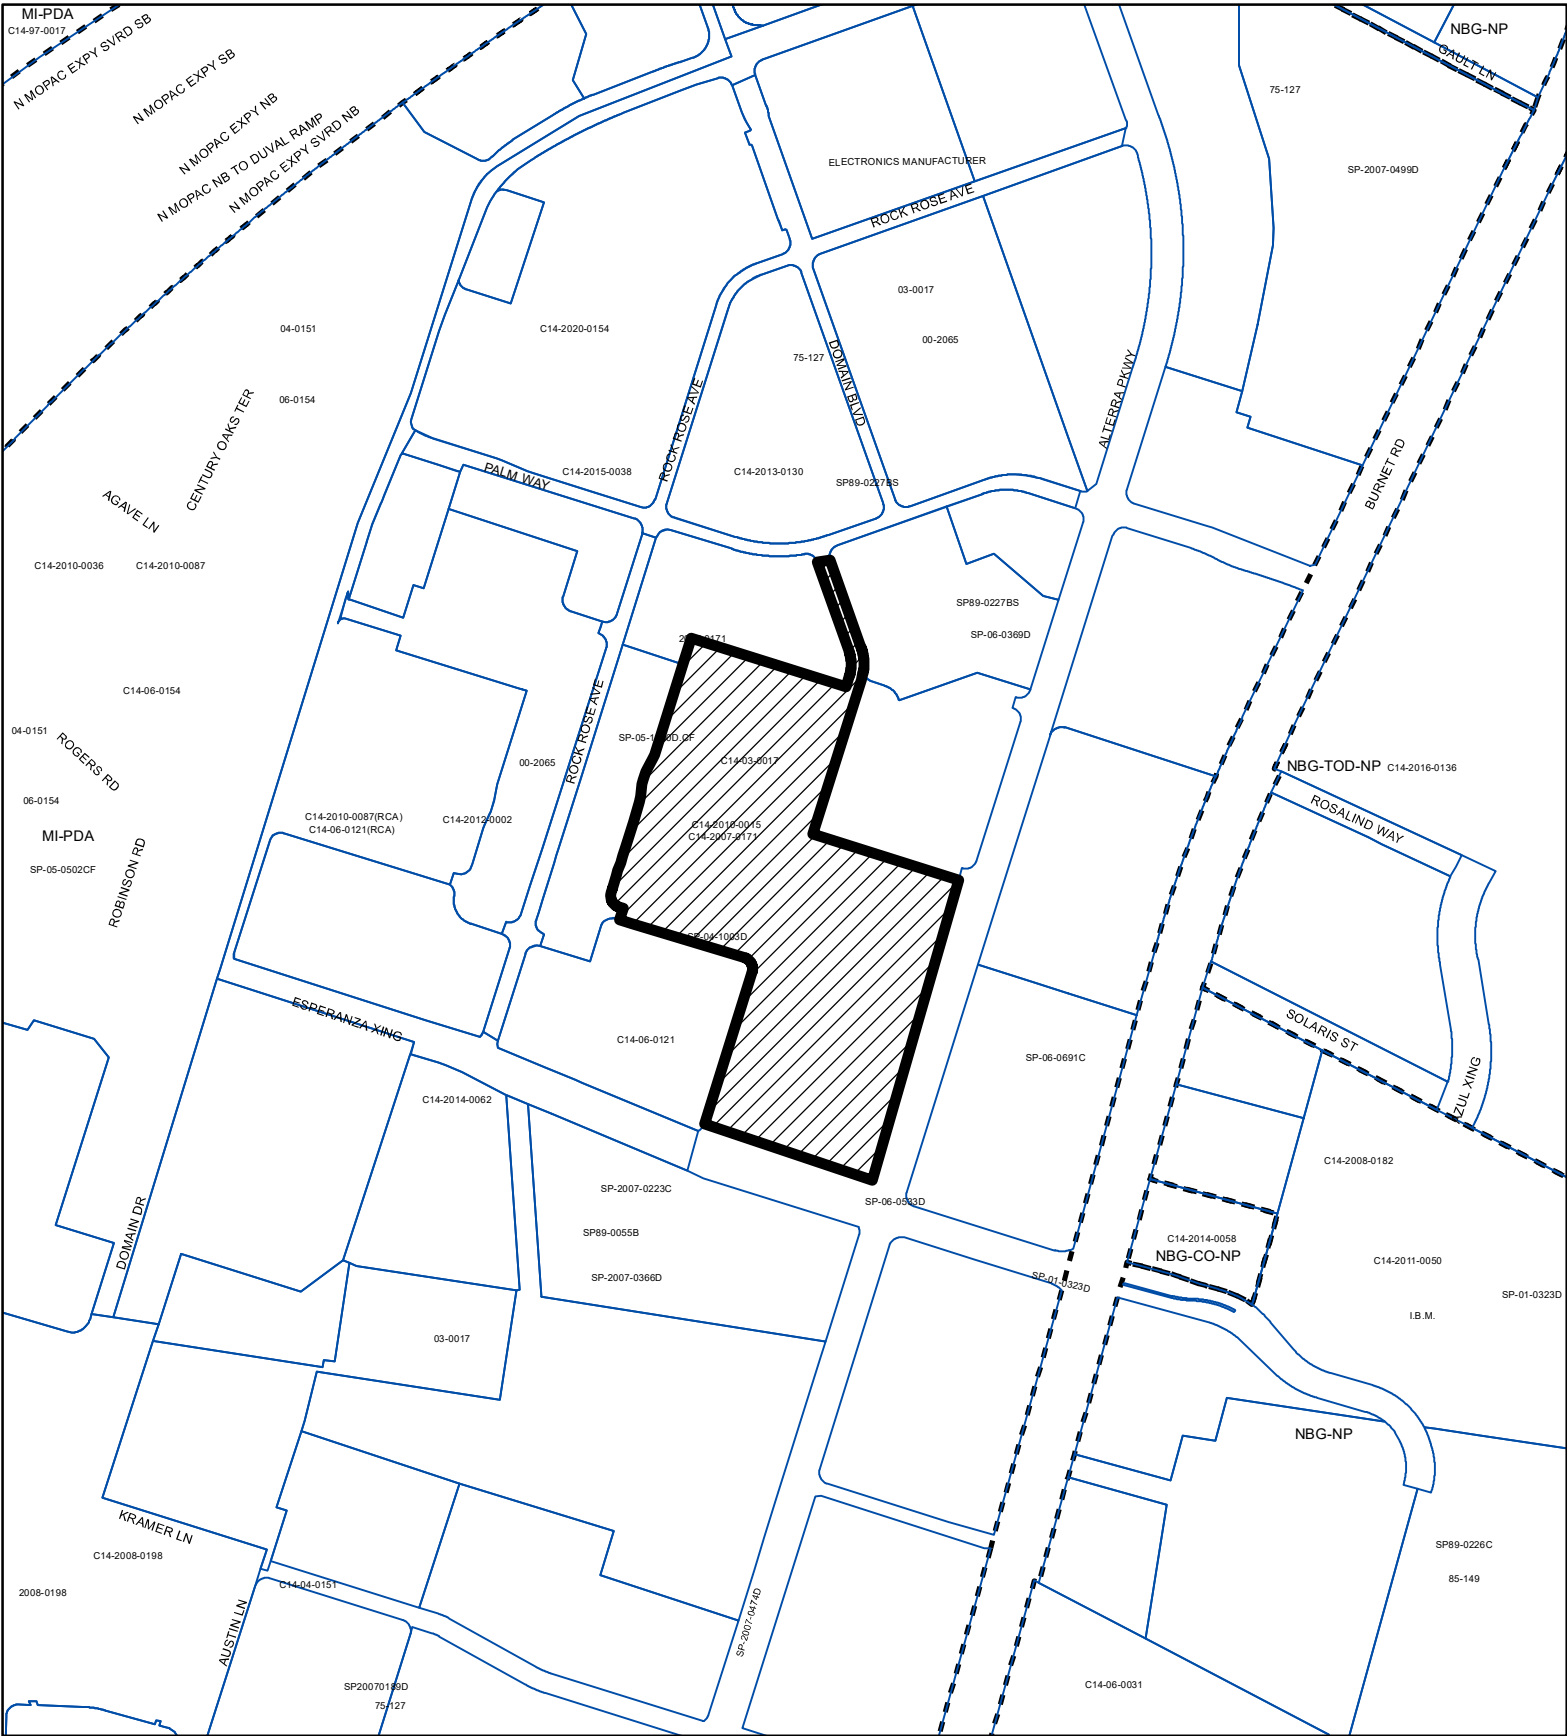 MI-PDA
C14-97-0017
N MOPAC EXPY SVRD SB
N MOPAC EXPY SB
N MOPAC EXPY NB
N MOPAC NB TO DUVAL RAMP
N MOPAC EXPY SVRD NB
NBG-NP
GAULT LN
75-127
SP-2007-0499D
ELECTRONICS MANUFACTURER
ROCK ROSE AVE
03-0017
00-2065
04-0151
C14-2020-0154
75-127
DOMAIN BLVD
06-0154
CENTURY OAKS TER
ROCK ROSE AVE
ALTERRA PKWY
BURNET RD
PALM WAY
C14-2015-0038
C14-2013-0130
SP89-0227BS
AGAVE LN
C14-2010-0036
C14-2010-0087
SP89-0227BS
SP-06-0369D
C14-06-0154
04-0151
ROGERS RD
ROCK ROSE AVE
C14-03-0017
00-2065
NBG-TOD-NP
C14-2016-0136
06-0154
C14-2010-0087(RCA)
C14-06-0121(RCA)
C14-2012-0002
C14-2010-0015
C14-2007-0171
ROSALIND WAY
MI-PDA
SP-05-0502CF
ROBINSON RD
SP-04-1003D
ESPERANZA XING
C14-06-0121
SP-06-0691C
SOLARIS ST
C14-2014-0062
C14-2008-0182
SP-2007-0223C
SP-06-0533D
DOMAIN DR
SP89-0055B
C14-2014-0058
NBG-CO-NP
C14-2011-0050
SP-2007-0366D
SP-01-0323D
SP-01-0323D
I.B.M.
03-0017
NBG-NP
KRAMER LN
C14-2008-0198
SP89-0226C
2008-0198
C14-04-0151
85-149
AUSTIN LN
SP-2007-0474D
SP20070189D
75-127
C14-06-0031